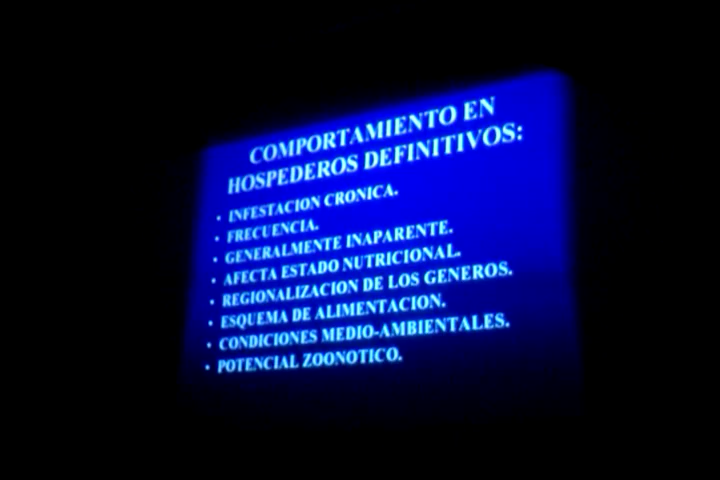 COMPORTAMIENTO EN
HOSPEDEROS DEFINITIVOS:
• INFESTACION CRONICA.
• FRECUENCIA.
• GENERALMENTE INAPARENTE.
• AFECTA ESTADO NUTRICIONAL.
• REGIONALIZACION DE LOS GENEROS.
• ESQUEMA DE ALIMENTACION.
• CONDICIONES MEDIO-AMBIENTALES.
• POTENCIAL ZOONOTICO.